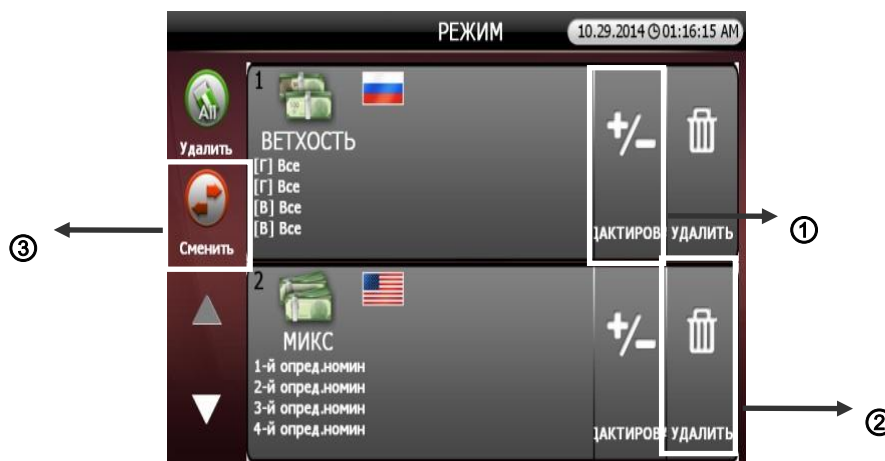 РЕЖИМ
10.29.2014 01:16:15 AM
All
Удалить
Сменить
1
ВЕТХОСТЬ
[Г] Все
[Г] Все
[В] Все
[В] Все
ДАКТИРОВ
УДАЛИТЬ
2
МИКС
1-й опред.номин
2-й опред.номин
3-й опред.номин
4-й опред.номин
ДАКТИРОВ
УДАЛИТЬ
①
②
③